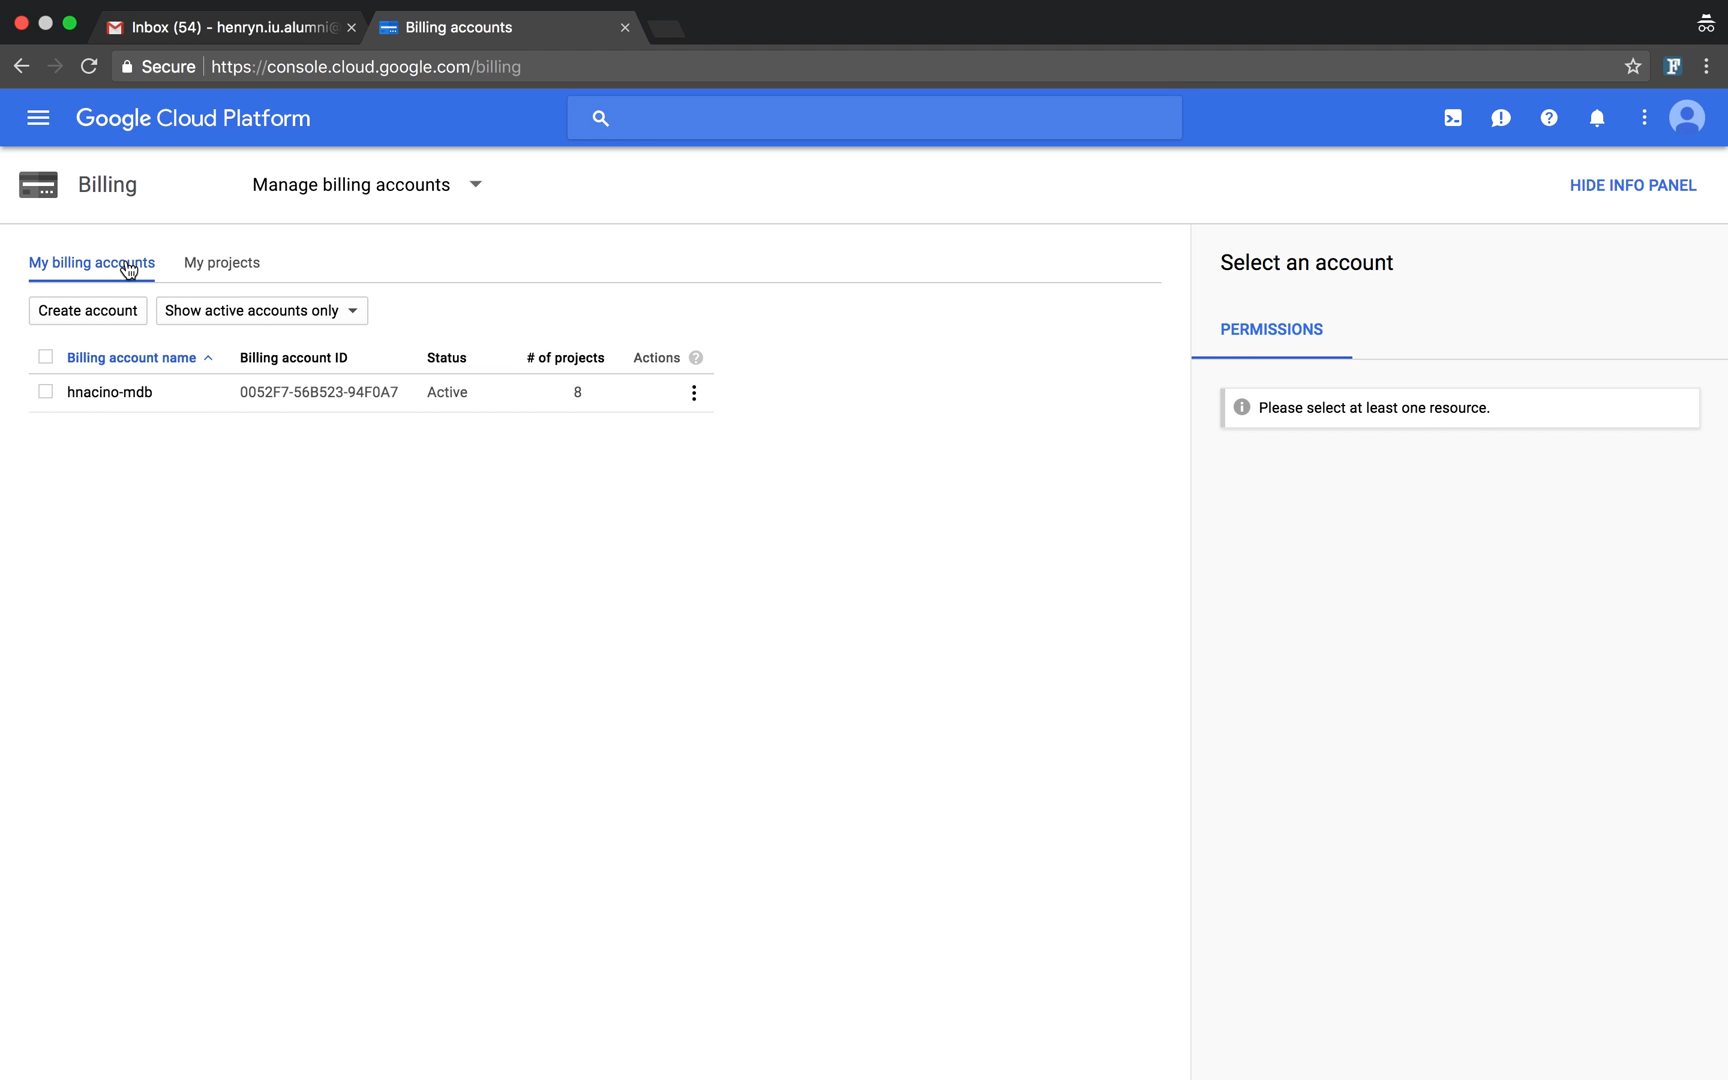 Inbox (54) - henryn.iu.alumni@
Billing accounts
Secure https://console.cloud.google.com/billing
Google Cloud Platform
Billing
Manage billing accounts
HIDE INFO PANEL
My billing accounts
My projects
Select an account
Create account
Show active accounts only
PERMISSIONS
Billing account name Billing account ID Status # of projects Actions ?
hnacino-mdb 0052F7-56B523-94F0A7 Active 8
Please select at least one resource.